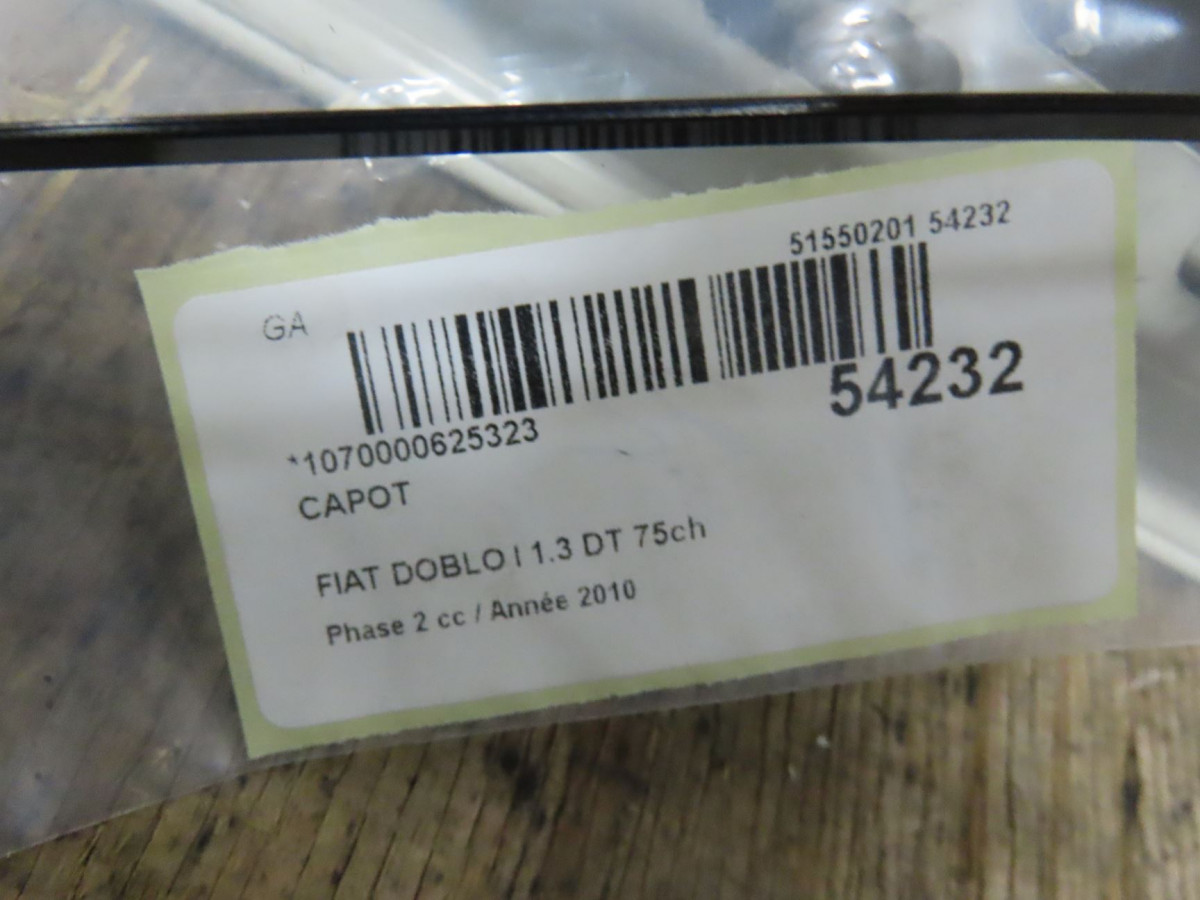 51550201 54232
GA
54232
*1070000625323
CAPOT
FIAT DOBLO I 1.3 DT 75ch
Phase 2 cc / Année 2010